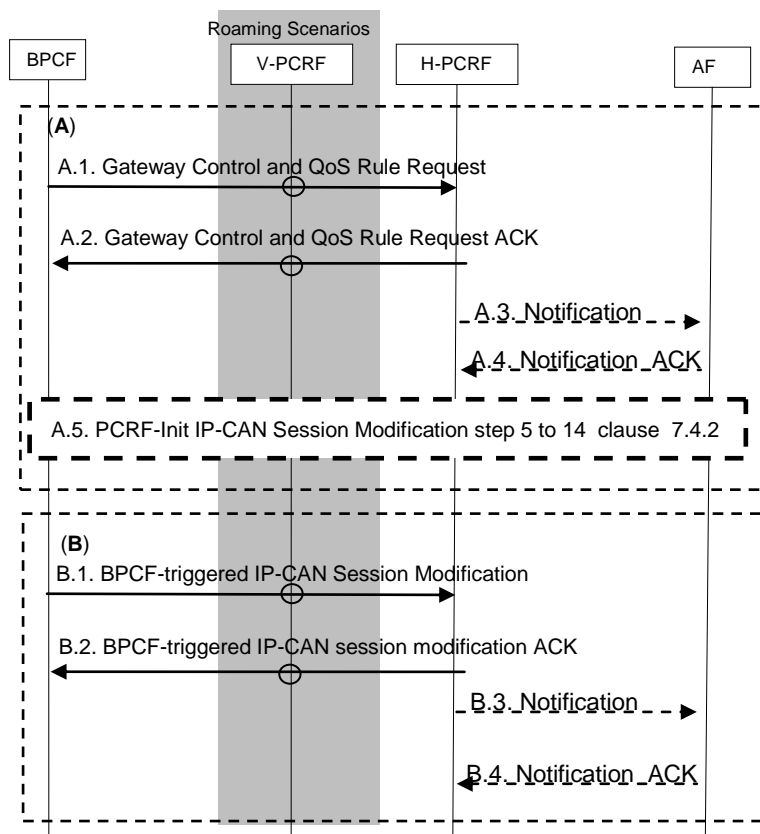 Roaming Scenarios
BPCF
V-PCRF
H-PCRF
AF
(A)
A.1. Gateway Control and QoS Rule Request
A.2. Gateway Control and QoS Rule Request ACK
A.3. Notification
A.4. Notification ACK
A.5. PCRF-Init IP-CAN Session Modification step 5 to 14 clause 7.4.2
(B)
B.1. BPCF-triggered IP-CAN Session Modification
B.2. BPCF-triggered IP-CAN session modification ACK
B.3. Notification
B.4. Notification ACK